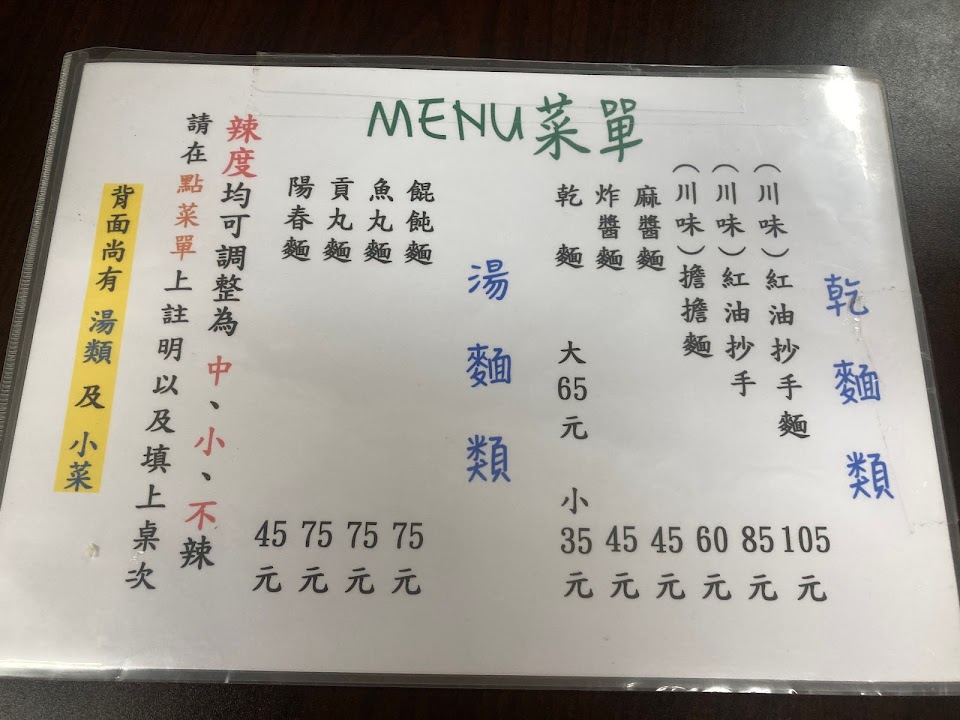 MENU菜單
乾麵類
（川味）紅油抄手麵 105元
（川味）紅油抄手 85元
（川味）擔擔麵 60元
麻醬麵 45元
炸醬麵 45元
乾麵 大65元 小35元
湯麵類
餛飩麵 75元
魚丸麵 75元
貢丸麵 75元
陽春麵 45元
辣度均可調整為 中、小、不辣
請在點菜單上註明以及填上桌次
背面尚有 湯類 及 小菜